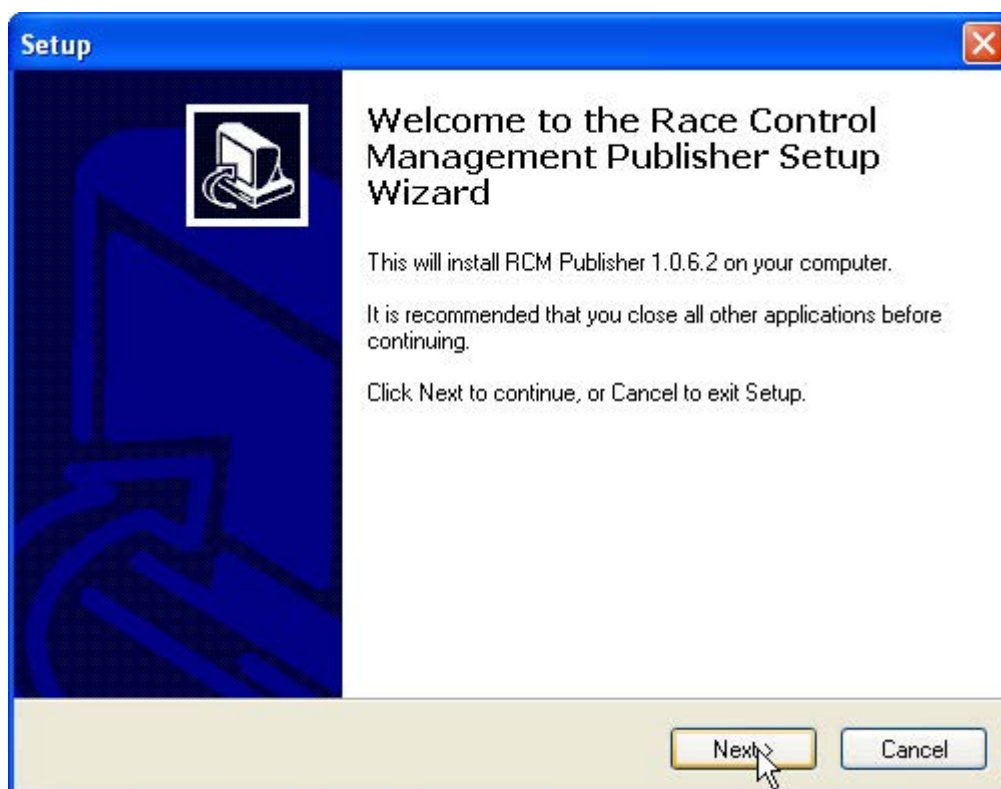 Setup
Welcome to the Race Control
Management Publisher Setup
Wizard
This will install RCM Publisher 1.0.6.2 on your computer.
It is recommended that you close all other applications before
continuing.
Click Next to continue, or Cancel to exit Setup.
Next >
Cancel